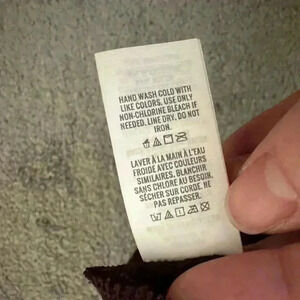 HAND WASH COLD WITH
LIKE COLORS. USE ONLY
NON-CHLORINE BLEACH IF
NEEDED. LINE DRY. DO NOT
IRON.
LAVER À LA MAIN À L'EAU
FROIDE AVEC COULEURS
SIMILAIRES. BLANCHIR
SANS CHLORE AU BESOIN.
SÉCHER SUR CORDE. NE
PAS REPASSER.